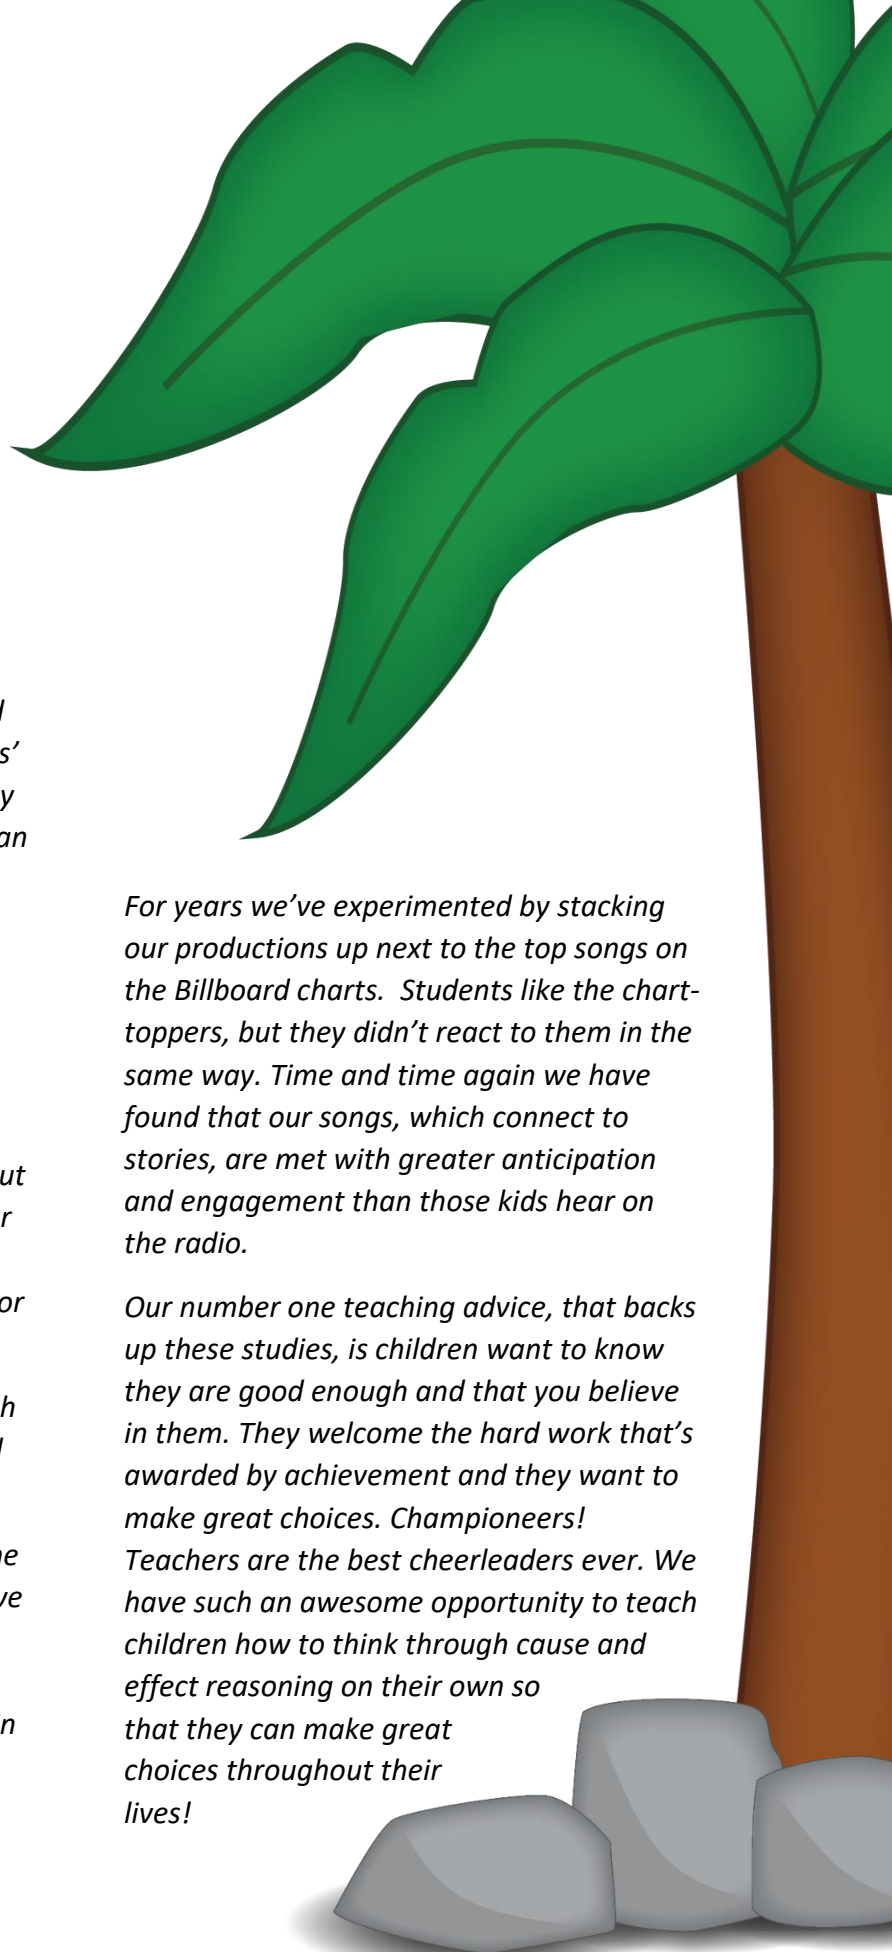 s’
y
an
ut
r
or
h
ve
n
For years we’ve experimented by stacking
our productions up next to the top songs on
the Billboard charts.  Students like the chart-
toppers, but they didn’t react to them in the
same way. Time and time again we have
found that our songs, which connect to
stories, are met with greater anticipation
and engagement than those kids hear on
the radio.
Our number one teaching advice, that backs
up these studies, is children want to know
they are good enough and that you believe
in them. They welcome the hard work that’s
awarded by achievement and they want to
make great choices. Championeers!
Teachers are the best cheerleaders ever. We
have such an awesome opportunity to teach
children how to think through cause and
effect reasoning on their own so
that they can make great
choices throughout their
lives!